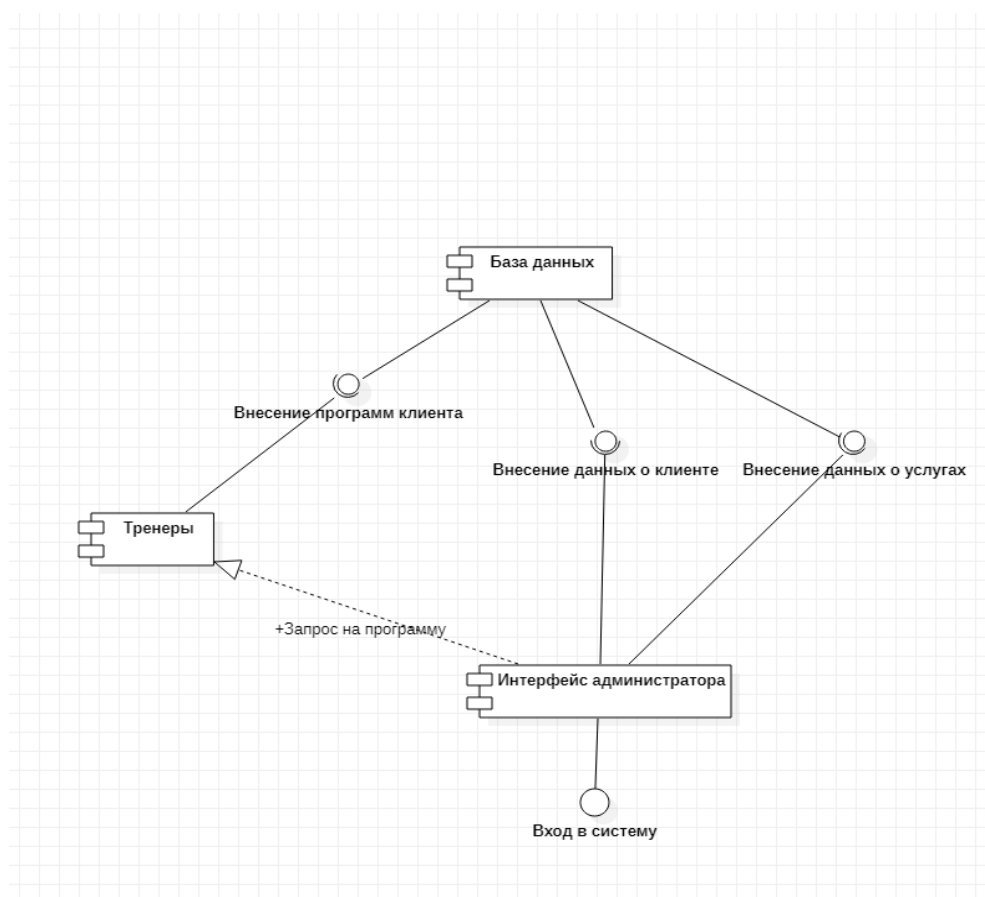 База данных
Внесение программ клиента
Внесение данных о клиенте
Внесение данных о услугах
Тренеры
+Запрос на программу
Интерфейс администратора
Вход в систему